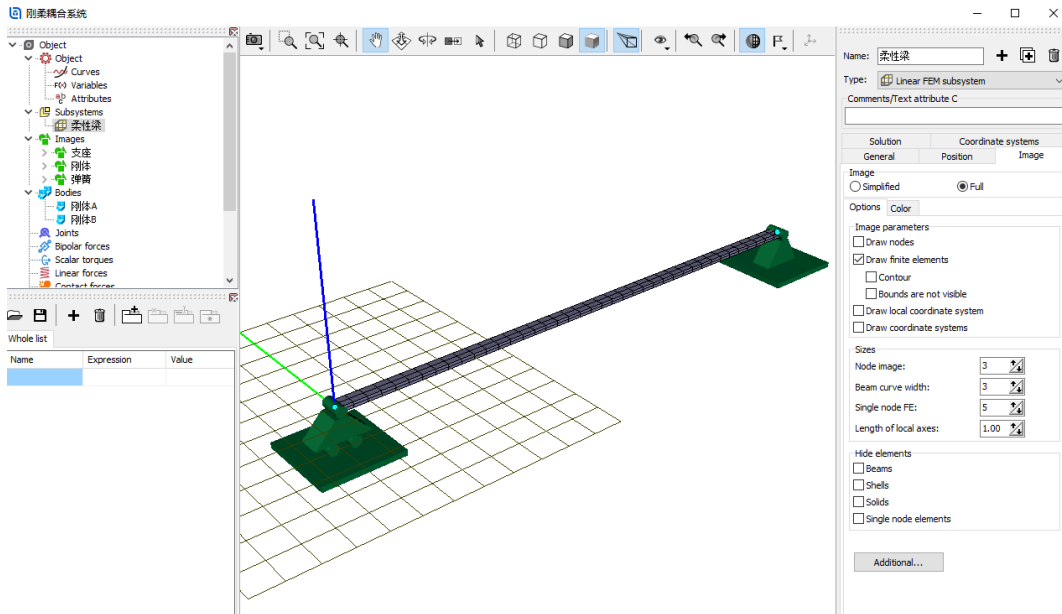 刚柔耦合系统
Object
Object
Curves
F(x) Variables
Attributes
Subsystems
柔性梁
Images
支座
刚体
弹簧
Bodies
刚体A
刚体B
Joints
Bipolar forces
Scalar torques
Linear forces
Contact forces
Whole list
Name Expression Value
Name: 柔性梁
Type: Linear FEM subsystem
Comments/Text attribute C
Solution Coordinate systems
General Position Image
Image
Simplified Full
Options Color
Image parameters
Draw nodes
Draw finite elements
Contour
Bounds are not visible
Draw local coordinate system
Draw coordinate systems
Sizes
Node image: 3
Beam curve width: 3
Single node FE: 5
Length of local axes: 1.00
Hide elements
Beams
Shells
Solids
Single node elements
Additional...